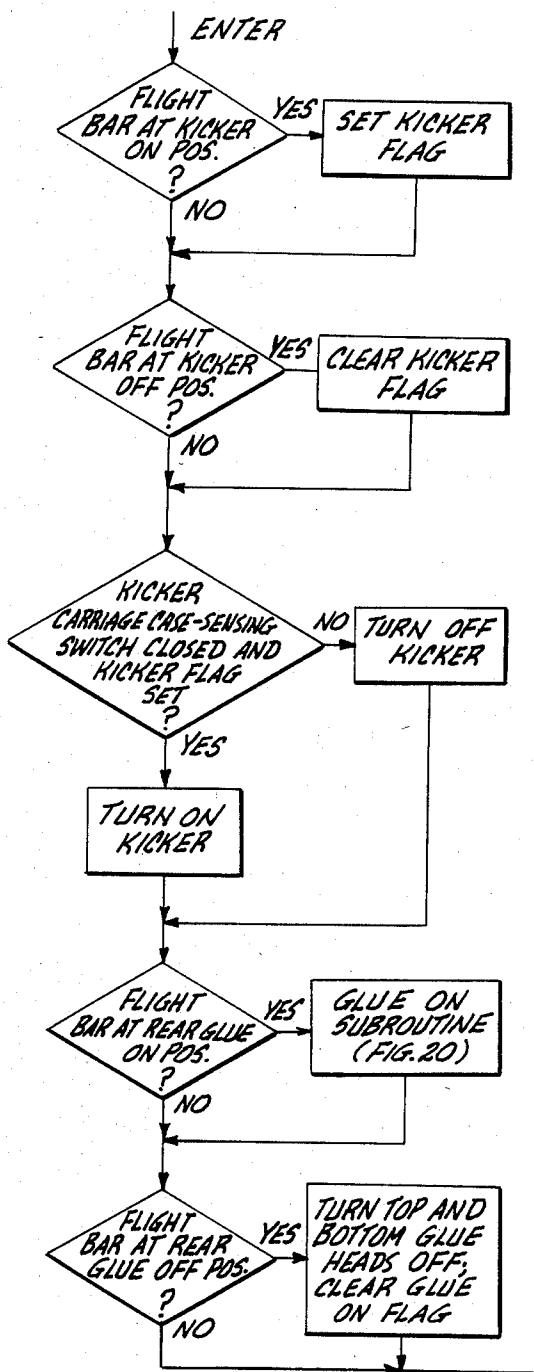 ENTER
FLIGHT
BAR AT KICKER
ON POS.
?
YES
SET KICKER
FLAG
NO
FLIGHT
BAR AT KICKER
OFF POS.
?
YES
CLEAR KICKER
FLAG
NO
KICKER
CARRIAGE CASE-SENSING
SWITCH CLOSED AND
KICKER FLAG
SET
?
NO
TURN OFF
KICKER
YES
TURN ON
KICKER
FLIGHT
BAR AT REAR GLUE
ON POS.
?
YES
GLUE ON
SUBROUTINE
(FIG. 20)
NO
FLIGHT
BAR AT REAR
GLUE OFF POS.
?
YES
TURN TOP AND
BOTTOM GLUE
HEADS OFF,
CLEAR GLUE
ON FLAG
NO